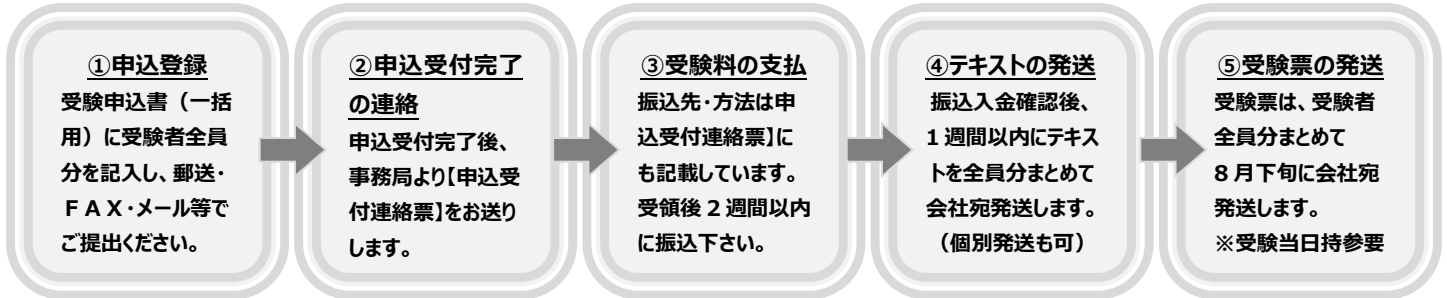 ①申込登録
受験申込書（一括
用）に受験者全員
分を記入し、郵送・
ＦＡＸ・メール等で
ご提出ください。
②申込受付完了
の連絡
申込受付完了後、
事務局より【申込受
付連絡票】をお送り
します。
③受験料の支払
振込先・方法は申
込受付連絡票】に
も記載しています。
受領後２週間以内
に振込下さい。
④テキストの発送
振込入金確認後、
１週間以内にテキス
トを全員分まとめて
会社宛発送します。
（個別発送も可）
⑤受験票の発送
受験票は、受験者
全員分まとめて
８月下旬に会社宛
発送します。
※受験当日持参要